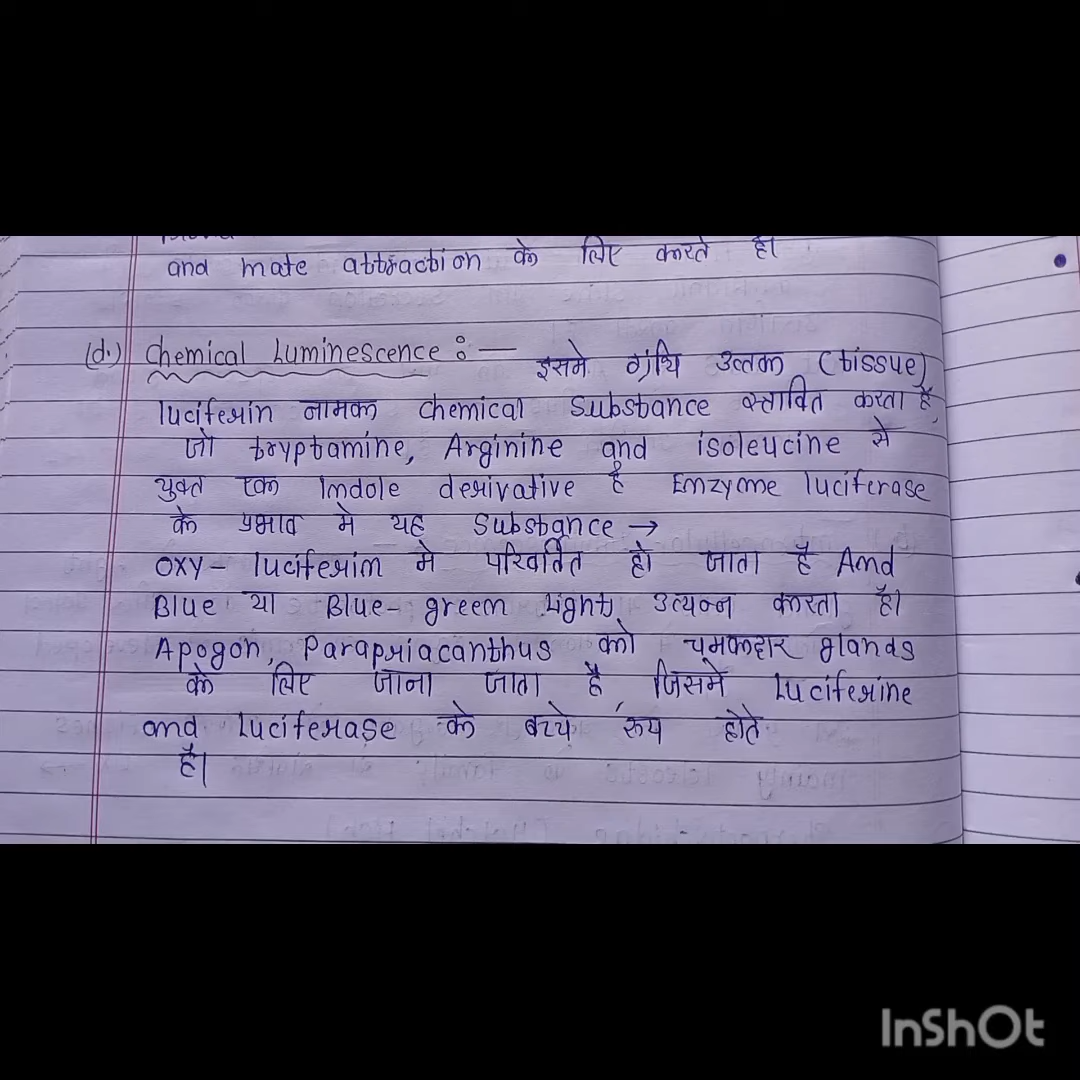 and mate attraction के लिए करते है।
(d.) Chemical Luminescence :— इसमे ग्रंथि उत्तक (tissue)
luciferin नामक chemical substance स्त्रावित करता है,
जो tryptamine, Arginine and isoleucine से
युक्त एक Indole derivative है Enzyme luciferase
के प्रभाव मे यह substance →
oxy-luciferin मे परिवर्तित हो जाता है And
Blue या Blue-green Light उत्पन्न करता है।
Apogon, Parapriacanthus को चमकदार glands
के लिए जाना जाता है जिसमे Luciferine
and Luciferase के बच्चे रूप होते
है।
InShOt